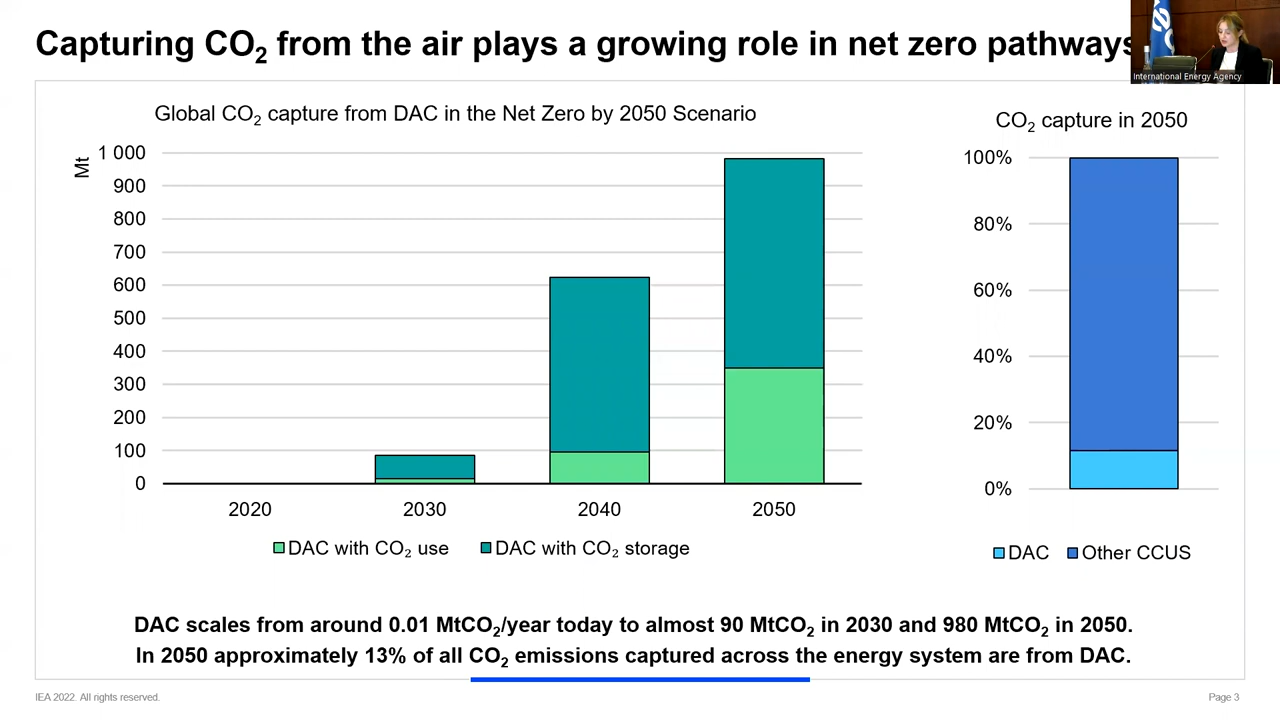 Capturing CO₂ from the air plays a growing role in net zero pathways
International Energy Agency
Global CO₂ capture from DAC in the Net Zero by 2050 Scenario
Mt
1 000
900
800
700
600
500
400
300
200
100
0
2020 2030 2040 2050
DAC with CO₂ use DAC with CO₂ storage
CO₂ capture in 2050
100%
80%
60%
40%
20%
0%
DAC Other CCUS
DAC scales from around 0.01 MtCO₂/year today to almost 90 MtCO₂ in 2030 and 980 MtCO₂ in 2050.
In 2050 approximately 13% of all CO₂ emissions captured across the energy system are from DAC.
IEA 2022. All rights reserved.
Page 3